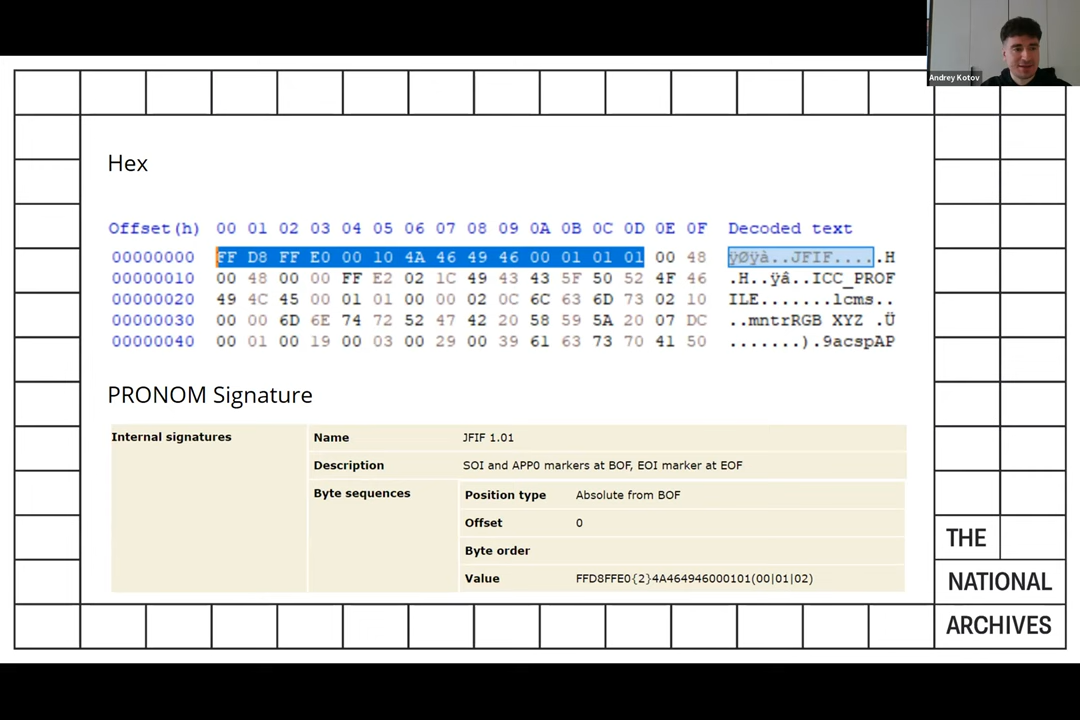 Andrey Kotov
Hex
Offset(h) 00 01 02 03 04 05 06 07 08 09 0A 0B 0C 0D 0E 0F Decoded text
00000000 FF D8 FF E0 00 10 4A 46 49 46 00 01 01 01 00 48 ÿØÿà..JFIF.....H
00000010 00 48 00 00 FF E2 02 1C 49 43 43 5F 50 52 4F 46 .H..ÿâ..ICC_PROF
00000020 49 4C 45 00 01 01 00 00 02 0C 6C 63 6D 73 02 10 ILE.......lcms..
00000030 00 00 6D 6E 74 72 52 47 42 20 58 59 5A 20 07 DC ..mntrRGB XYZ .Ü
00000040 00 01 00 19 00 03 00 29 00 39 61 63 73 70 41 50 .......).9acspAP
PRONOM Signature
Internal signatures Name JFIF 1.01
Description SOI and APP0 markers at BOF, EOI marker at EOF
Byte sequences Position type Absolute from BOF
Offset 0
Byte order
Value FFD8FFE0{2}4A464946000101(00|01|02)
THE
NATIONAL
ARCHIVES